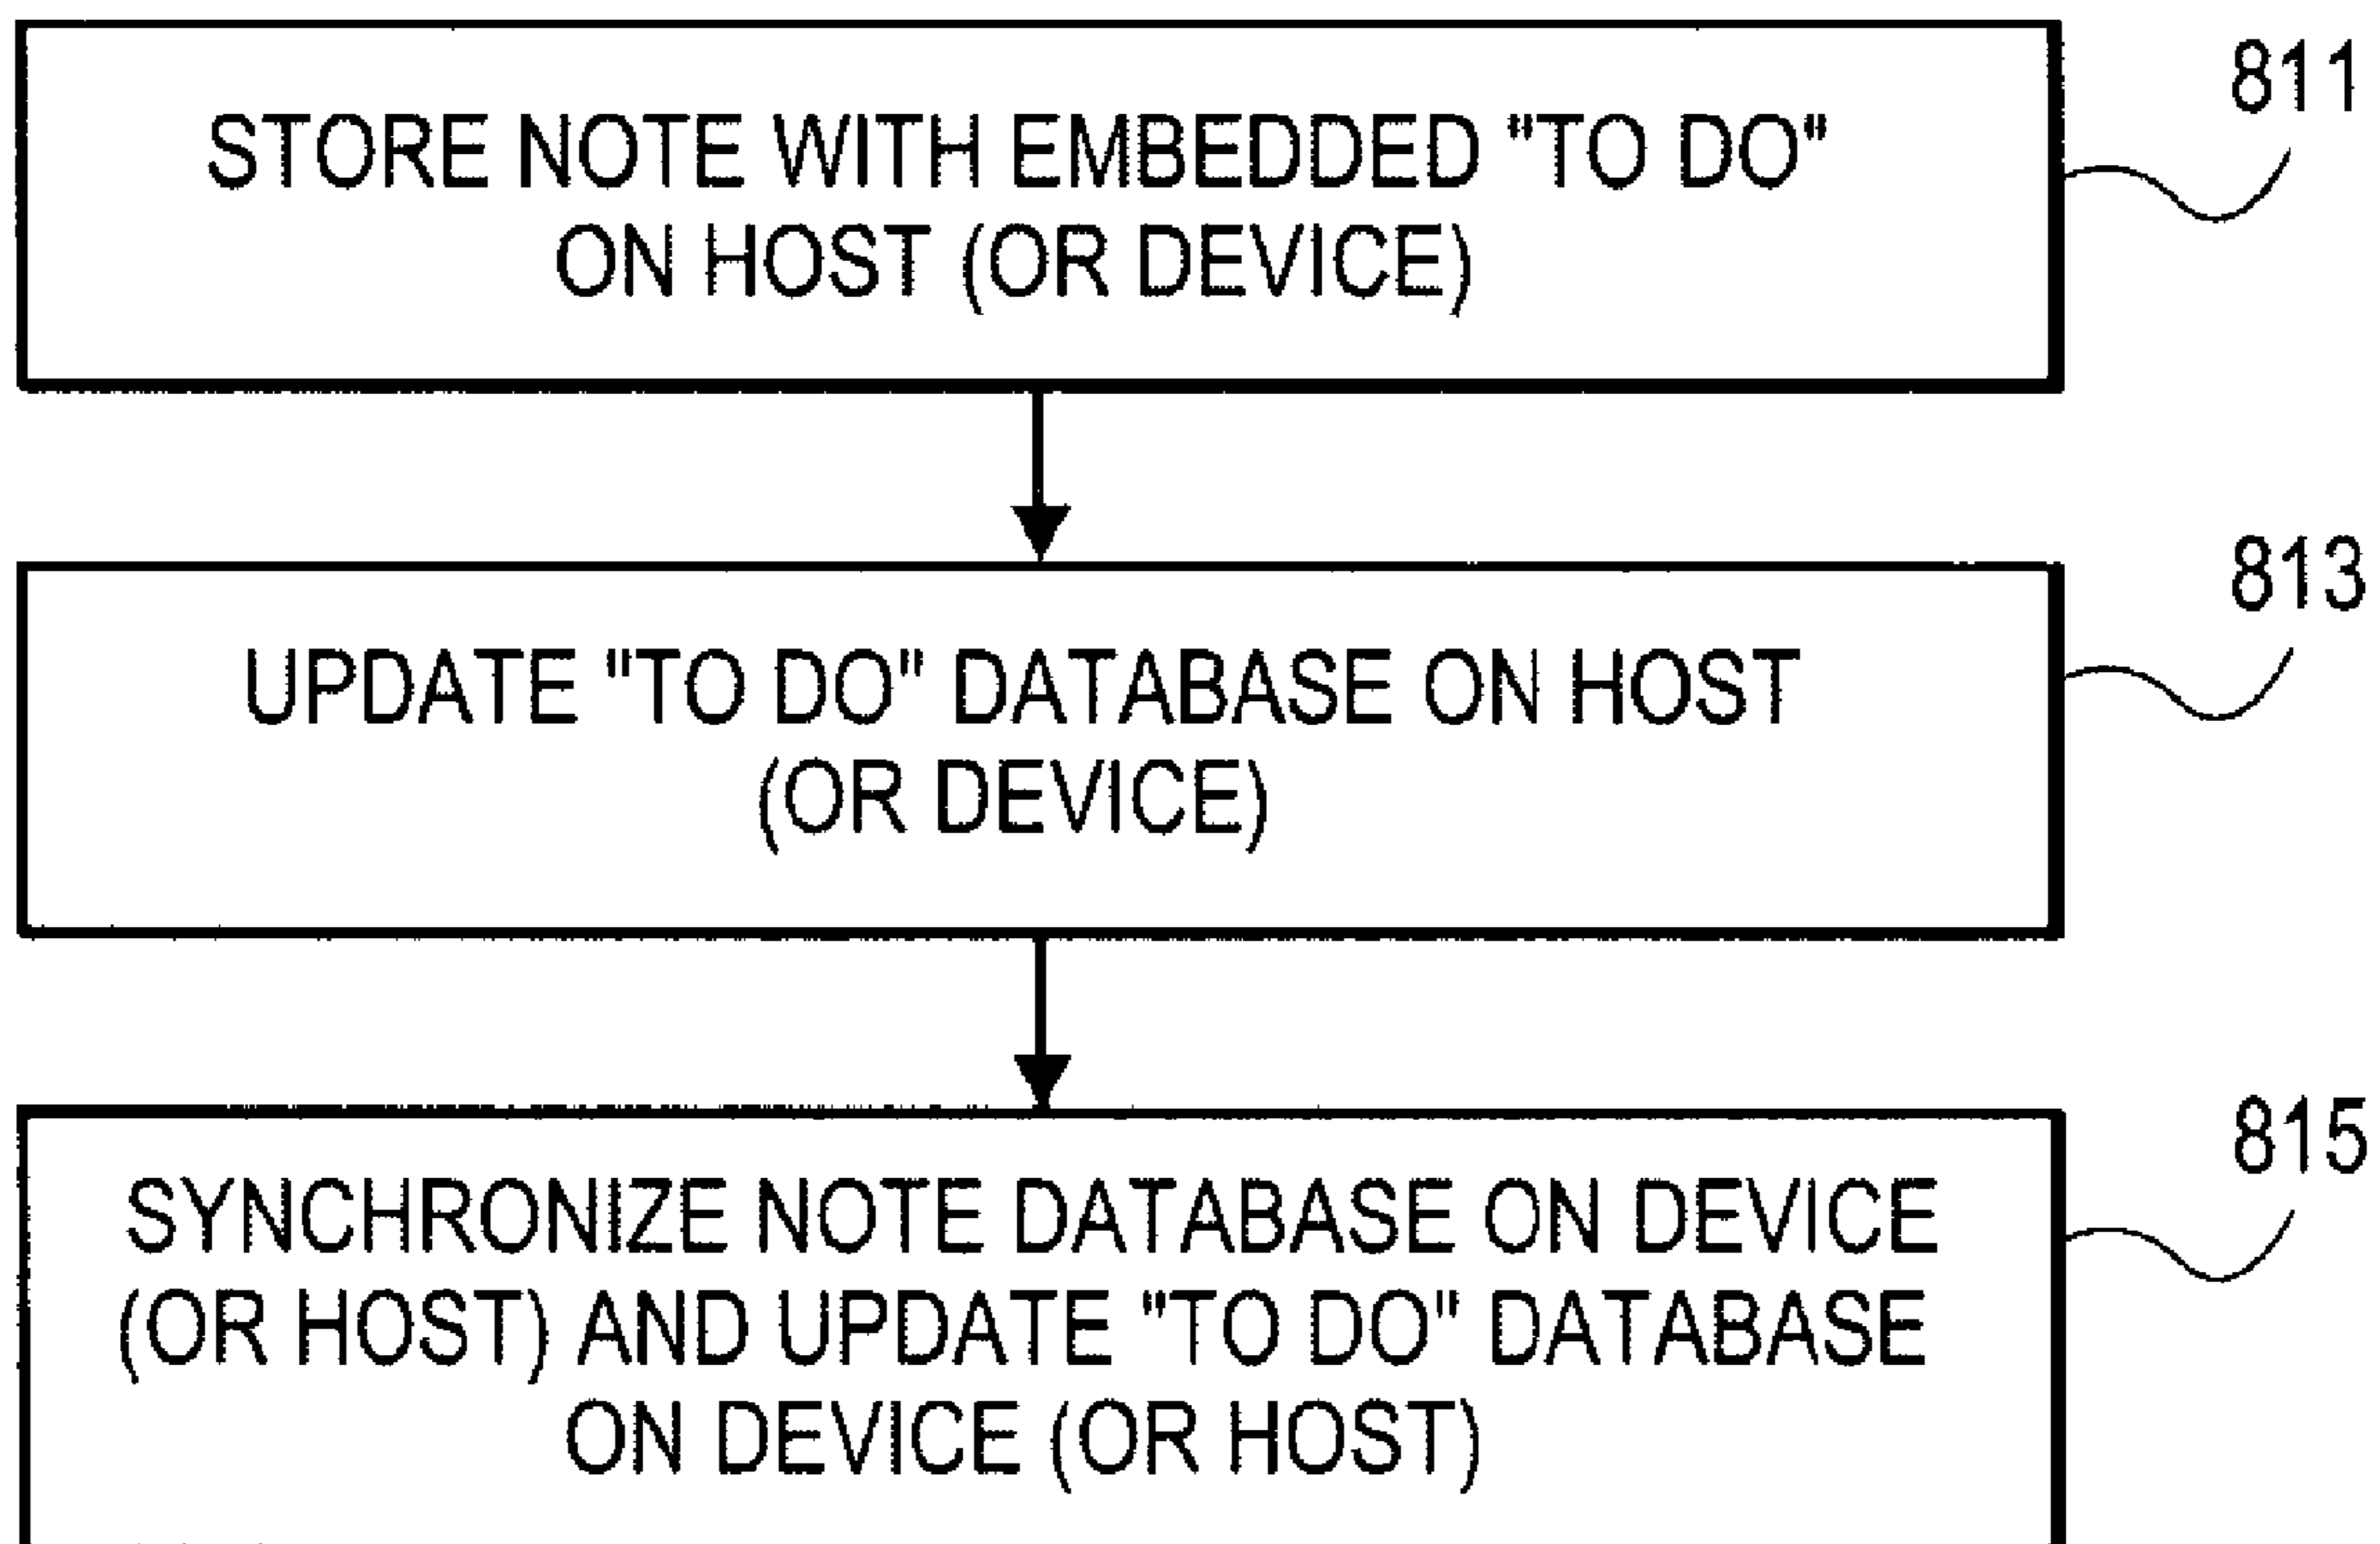 811
STORE NOTE WITH EMBEDDED "TO DO"
ON HOST (OR DEVICE)
813
UPDATE "TO DO" DATABASE ON HOST
(OR DEVICE)
815
SYNCHRONIZE NOTE DATABASE ON DEVICE
(OR HOST) AND UPDATE "TO DO" DATABASE
ON DEVICE (OR HOST)